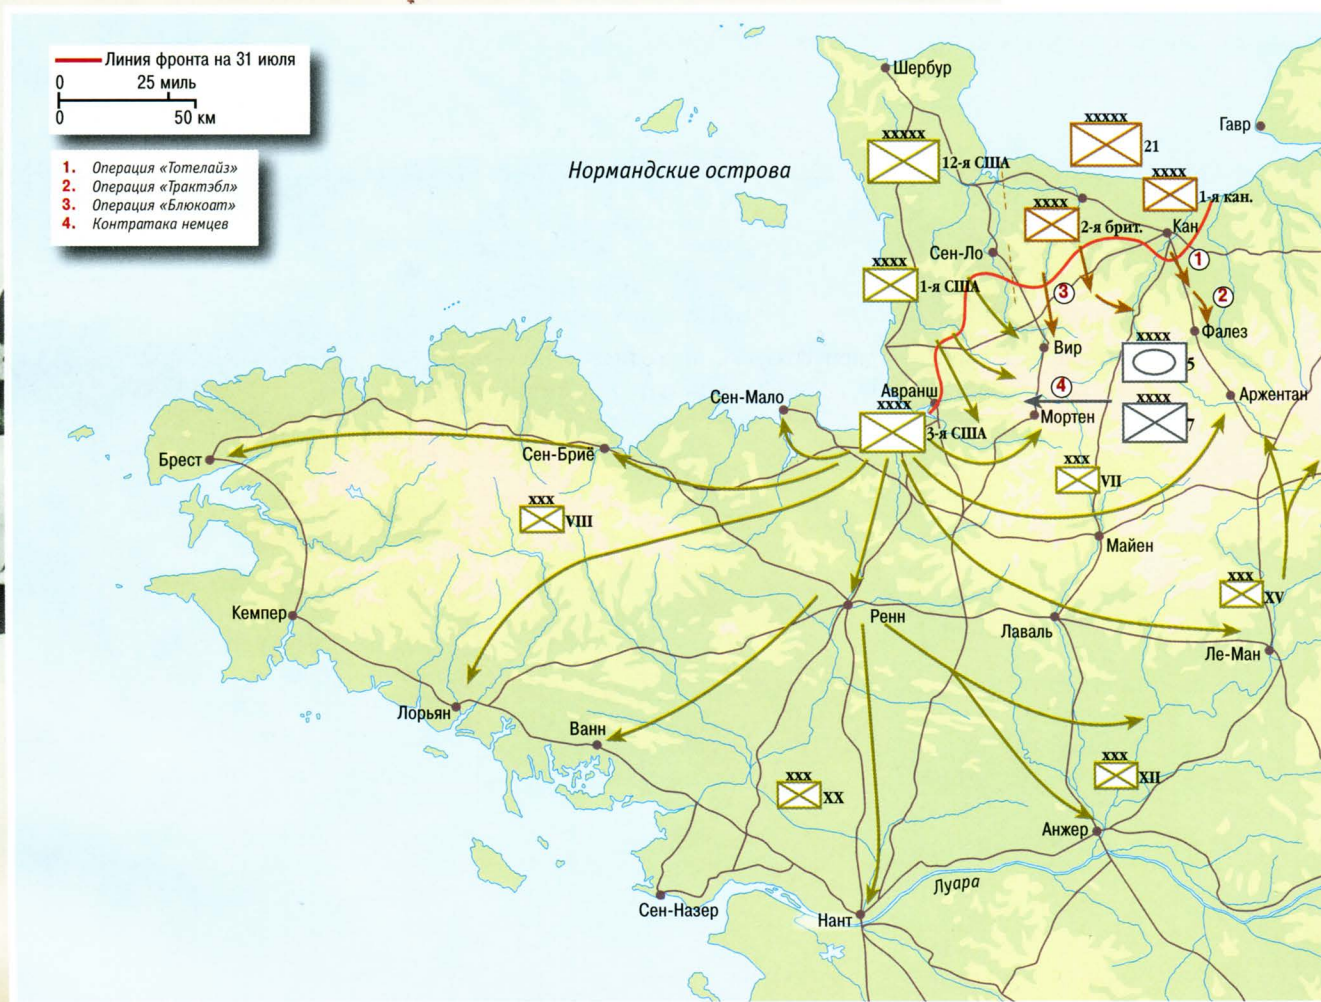 Линия фронта на 31 июля
0 25 миль
0 50 км
1. Операция «Тотелайз»
2. Операция «Трактэбл»
3. Операция «Блюкоат»
4. Контратака немцев
Шербур
Гавр
Нормандские острова
XXXXX
12-я США
XXXXX
21
XXXX
1-я кан.
XXXX
2-я брит.
Кан
Сен-Ло
XXXX
1-я США
1
2
3
Фалез
Вир
XXXX
5
4
Авранш
Аржентан
Сен-Мало
XXXX
3-я США
Мортен
XXXX
7
Брест
Сен-Бриё
XXX
VII
XXX
VIII
Майен
XXX
XV
Кемпер
Ренн
Лаваль
Ле-Ман
Лорьян
Ванн
XXX
XX
XXX
XII
Анжер
Луара
Сен-Назер
Нант